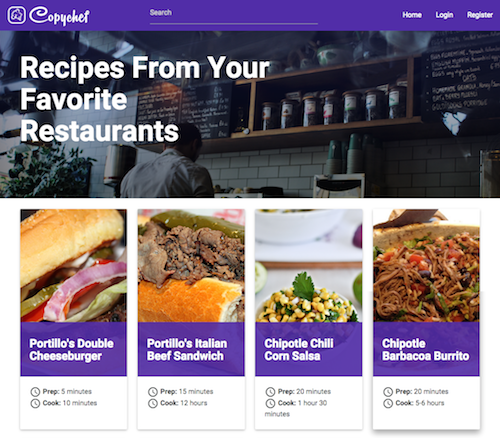 Copychef
Search
Home
Login
Register
Recipes From Your
Favorite
Restaurants
Portillo's Double
Cheeseburger
Prep: 5 minutes
Cook: 10 minutes
Portillo's Italian
Beef Sandwich
Prep: 15 minutes
Cook: 12 hours
Chipotle Chili
Corn Salsa
Prep: 20 minutes
Cook: 1 hour 30
minutes
Chipotle
Barbacoa Burrito
Prep: 20 minutes
Cook: 5-6 hours